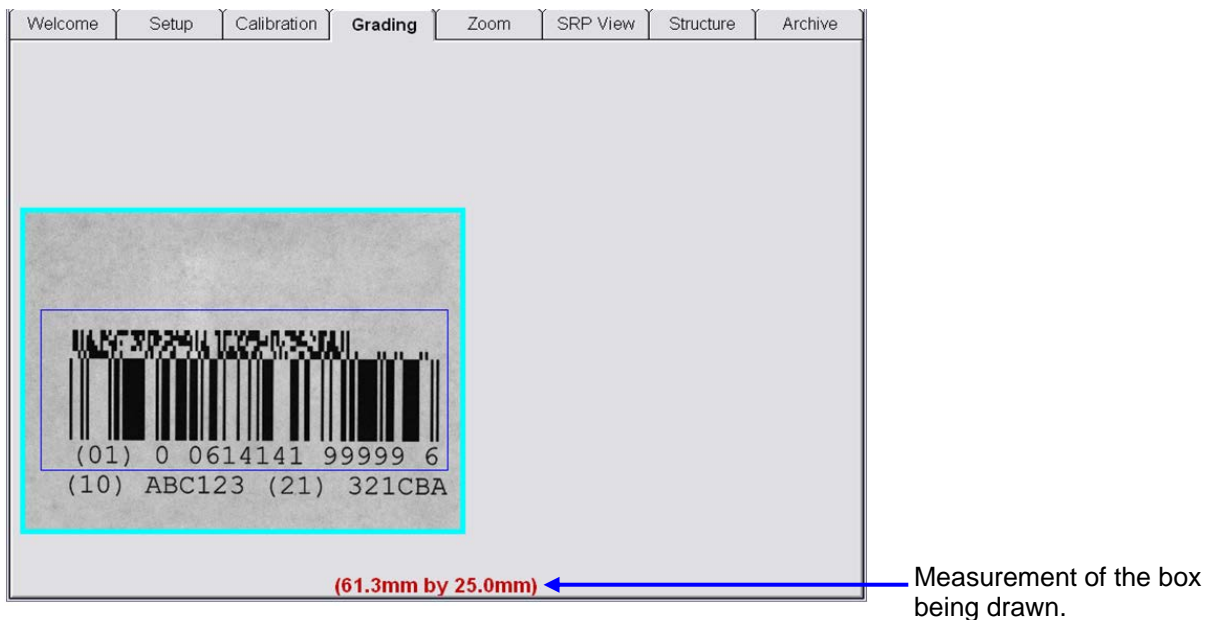 Welcome Setup Calibration Grading Zoom SRP View Structure Archive
(01) 0 0614141 99999 6
(10) ABC123 (21) 321CBA
(61.3mm by 25.0mm)
Measurement of the box
being drawn.